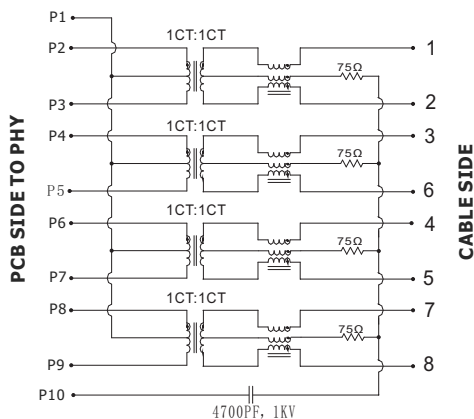 P1
P2
1CT:1CT
1
75Ω
P3
2
P4
1CT:1CT
3
75Ω
P5
6
P6
1CT:1CT
4
75Ω
P7
5
P8
1CT:1CT
7
75Ω
P9
8
P10
4700PF, 1KV
PCB SIDE TO PHY
CABLE SIDE